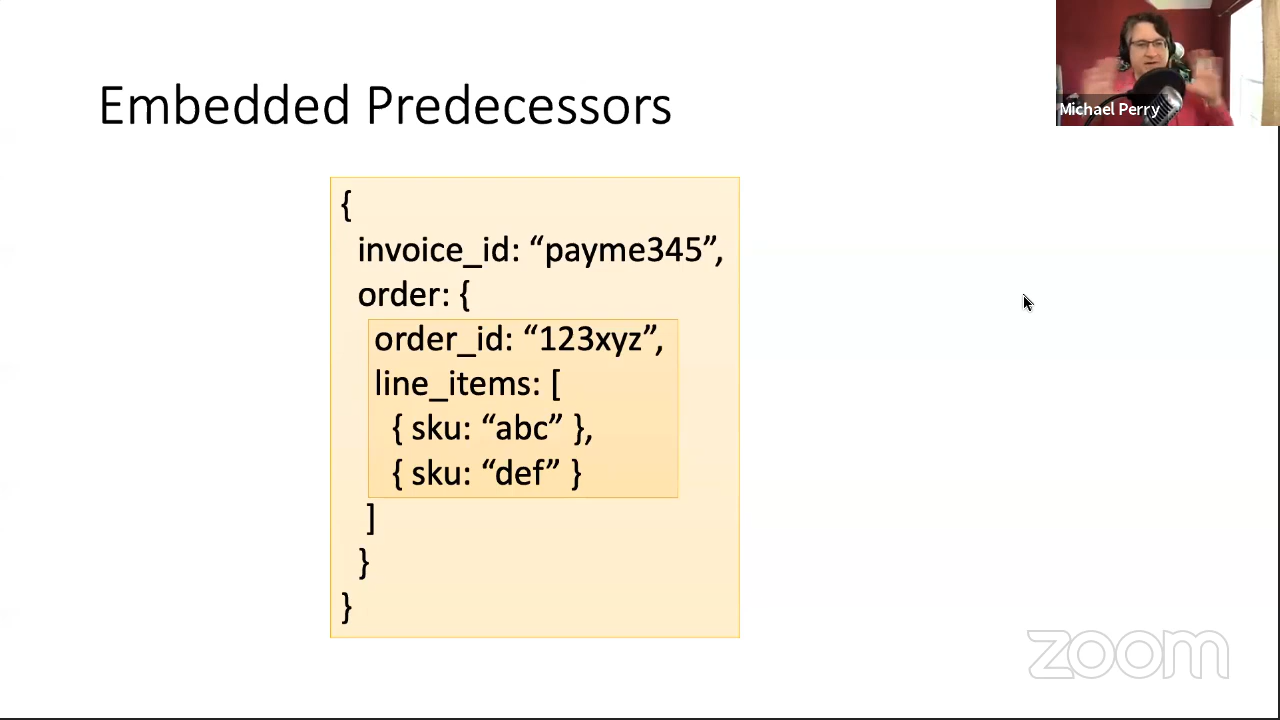 Embedded Predecessors
Michael Perry
{
invoice_id: “payme345”,
order: {
order_id: “123xyz”,
line_items: [
{ sku: “abc” },
{ sku: “def” }
]
}
}
zoom